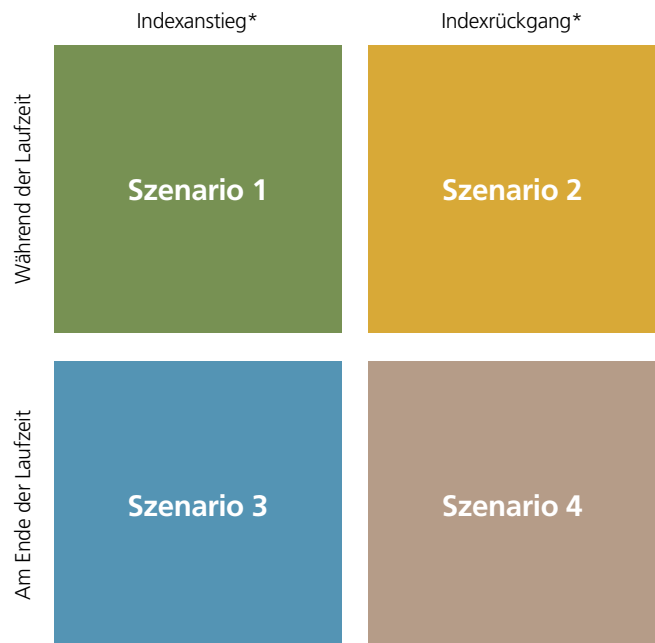 Indexanstieg*
Indexrückgang*
Während der Laufzeit
Szenario 1
Szenario 2
Am Ende der Laufzeit
Szenario 3
Szenario 4